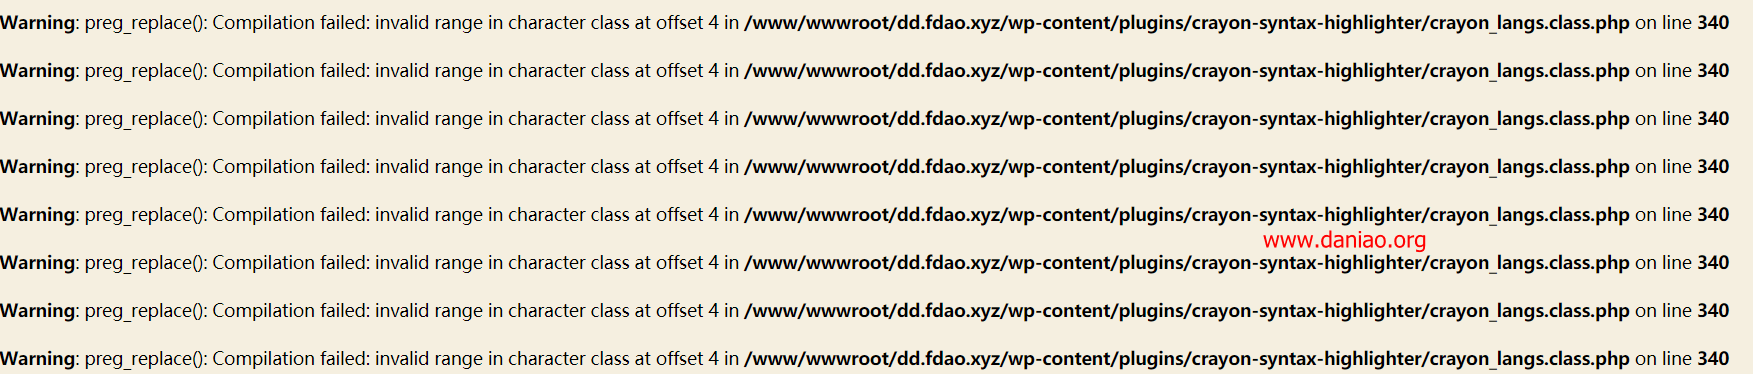 Warning: preg_replace(): Compilation failed: invalid range in character class at offset 4 in /www/wwwroot/dd.fdao.xyz/wp-content/plugins/crayon-syntax-highlighter/crayon_langs.class.php on line 340
Warning: preg_replace(): Compilation failed: invalid range in character class at offset 4 in /www/wwwroot/dd.fdao.xyz/wp-content/plugins/crayon-syntax-highlighter/crayon_langs.class.php on line 340
Warning: preg_replace(): Compilation failed: invalid range in character class at offset 4 in /www/wwwroot/dd.fdao.xyz/wp-content/plugins/crayon-syntax-highlighter/crayon_langs.class.php on line 340
Warning: preg_replace(): Compilation failed: invalid range in character class at offset 4 in /www/wwwroot/dd.fdao.xyz/wp-content/plugins/crayon-syntax-highlighter/crayon_langs.class.php on line 340
Warning: preg_replace(): Compilation failed: invalid range in character class at offset 4 in /www/wwwroot/dd.fdao.xyz/wp-content/plugins/crayon-syntax-highlighter/crayon_langs.class.php on line 340
www.daniao.org
Warning: preg_replace(): Compilation failed: invalid range in character class at offset 4 in /www/wwwroot/dd.fdao.xyz/wp-content/plugins/crayon-syntax-highlighter/crayon_langs.class.php on line 340
Warning: preg_replace(): Compilation failed: invalid range in character class at offset 4 in /www/wwwroot/dd.fdao.xyz/wp-content/plugins/crayon-syntax-highlighter/crayon_langs.class.php on line 340
Warning: preg_replace(): Compilation failed: invalid range in character class at offset 4 in /www/wwwroot/dd.fdao.xyz/wp-content/plugins/crayon-syntax-highlighter/crayon_langs.class.php on line 340